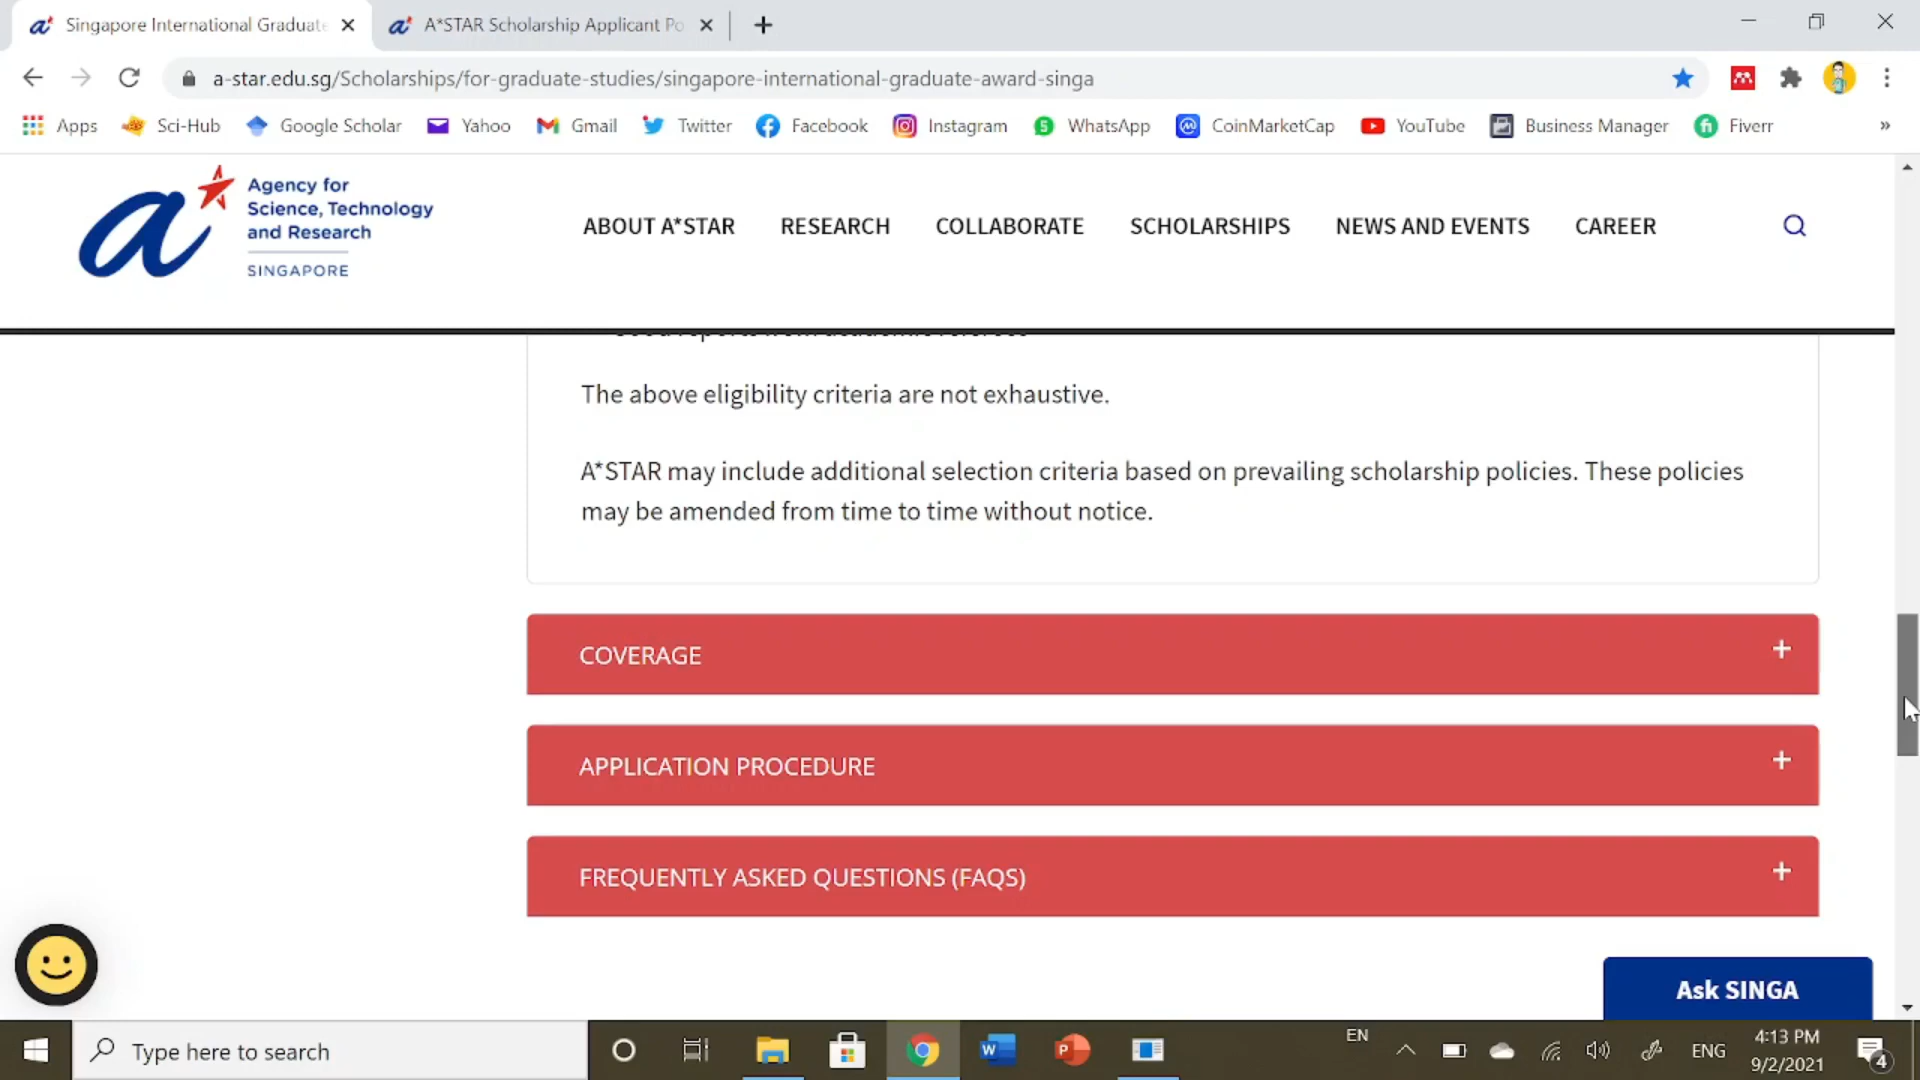 Singapore International Graduate
A*STAR Scholarship Applicant Po
a-star.edu.sg/Scholarships/for-graduate-studies/singapore-international-graduate-award-singa
Apps
Sci-Hub
Google Scholar
Yahoo
Gmail
Twitter
Facebook
Instagram
WhatsApp
CoinMarketCap
YouTube
Business Manager
Fiverr
»
Agency for
Science, Technology
and Research
SINGAPORE
ABOUT A*STAR
RESEARCH
COLLABORATE
SCHOLARSHIPS
NEWS AND EVENTS
CAREER
The above eligibility criteria are not exhaustive.
A*STAR may include additional selection criteria based on prevailing scholarship policies. These policies
may be amended from time to time without notice.
COVERAGE
+
APPLICATION PROCEDURE
+
FREQUENTLY ASKED QUESTIONS (FAQS)
+
Ask SINGA
Type here to search
EN
ENG
4:13 PM
9/2/2021
4